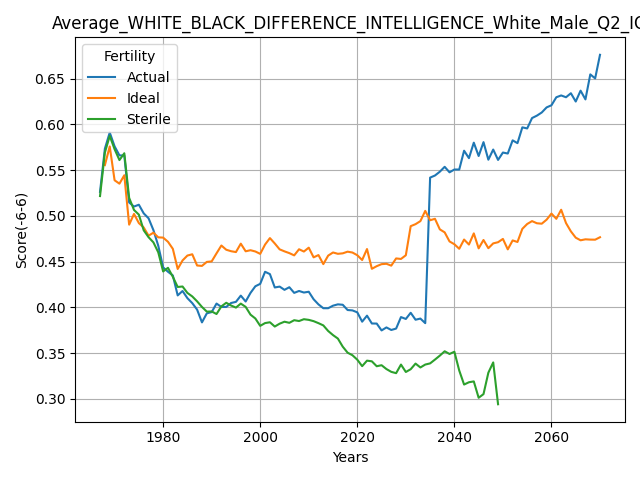 Average_WHITE_BLACK_DIFFERENCE_INTELLIGENCE_White_Male_Q2_IQ
Fertility
Actual
Ideal
Sterile
Score(-6-6)
0.65
0.60
0.55
0.50
0.45
0.40
0.35
0.30
1980 2000 2020 2040 2060
Years